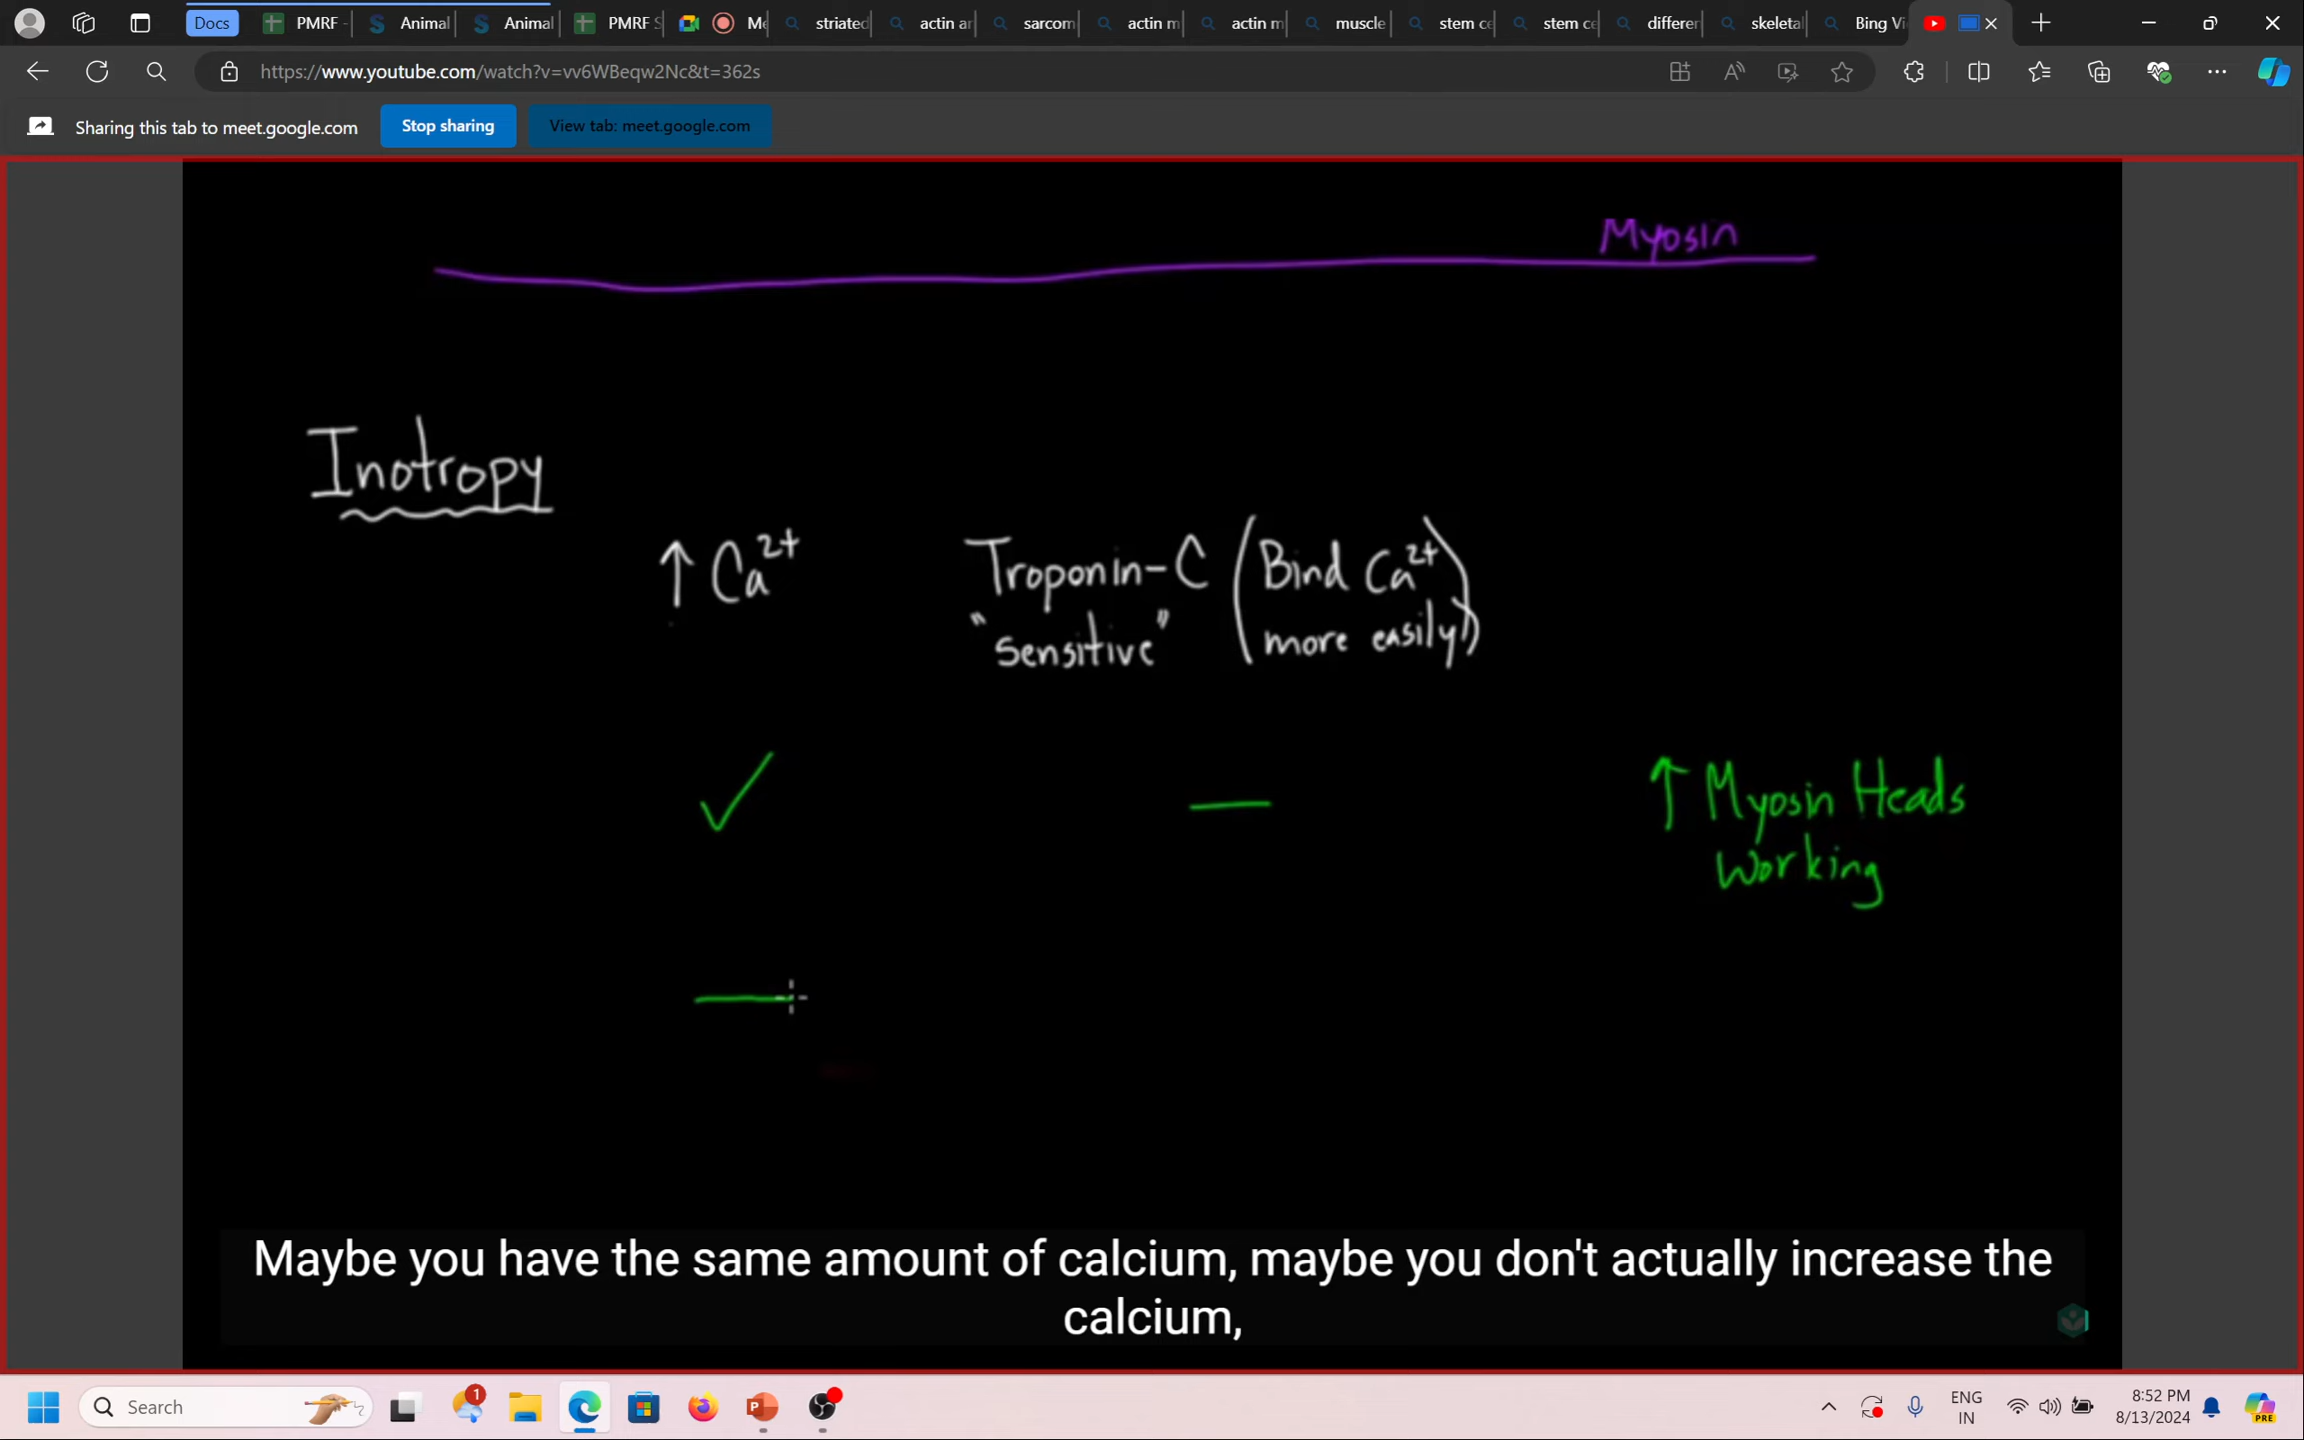 Docs PMRF - Animal Animal PMRF S Me striated actin ar sarcom actin m actin m muscle stem ce stem ce differer skeletal Bing Vi
https://www.youtube.com/watch?v=vv6WBeqw2Nc&t=362s
Sharing this tab to meet.google.com Stop sharing View tab: meet.google.com
Myosin
Inotropy
↑ Ca²⁺ Troponin-C (Bind Ca²⁺
"sensitive" more easily)
✓ — ↑ Myosin Heads
Working
—
Maybe you have the same amount of calcium, maybe you don't actually increase the
calcium,
Search 1 ENG 8:52 PM
IN 8/13/2024 PRE